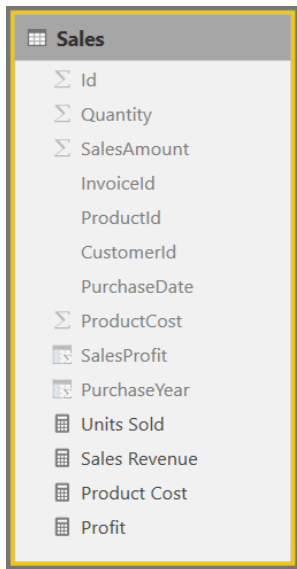 Sales
Id
Quantity
SalesAmount
InvoiceId
ProductId
CustomerId
PurchaseDate
ProductCost
SalesProfit
PurchaseYear
Units Sold
Sales Revenue
Product Cost
Profit